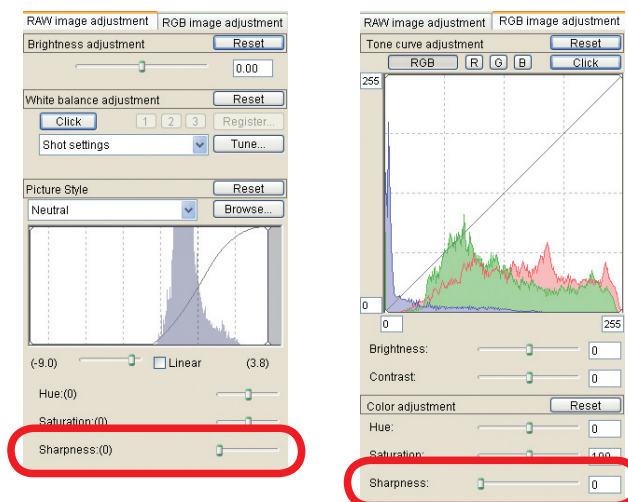 RAW image adjustment RGB image adjustment
Brightness adjustment Reset
0.00
White balance adjustment Reset
Click 1 2 3 Register...
Shot settings Tune...
Picture Style Reset
Neutral Browse...
(-9.0) Linear (3.8)
Hue:(0)
Saturation:(0)
Sharpness:(0)
RAW image adjustment RGB image adjustment
Tone curve adjustment Reset
RGB R G B Click
255
0
0 255
Brightness: 0
Contrast: 0
Color adjustment Reset
Hue: 0
Saturation: 100
Sharpness: 0